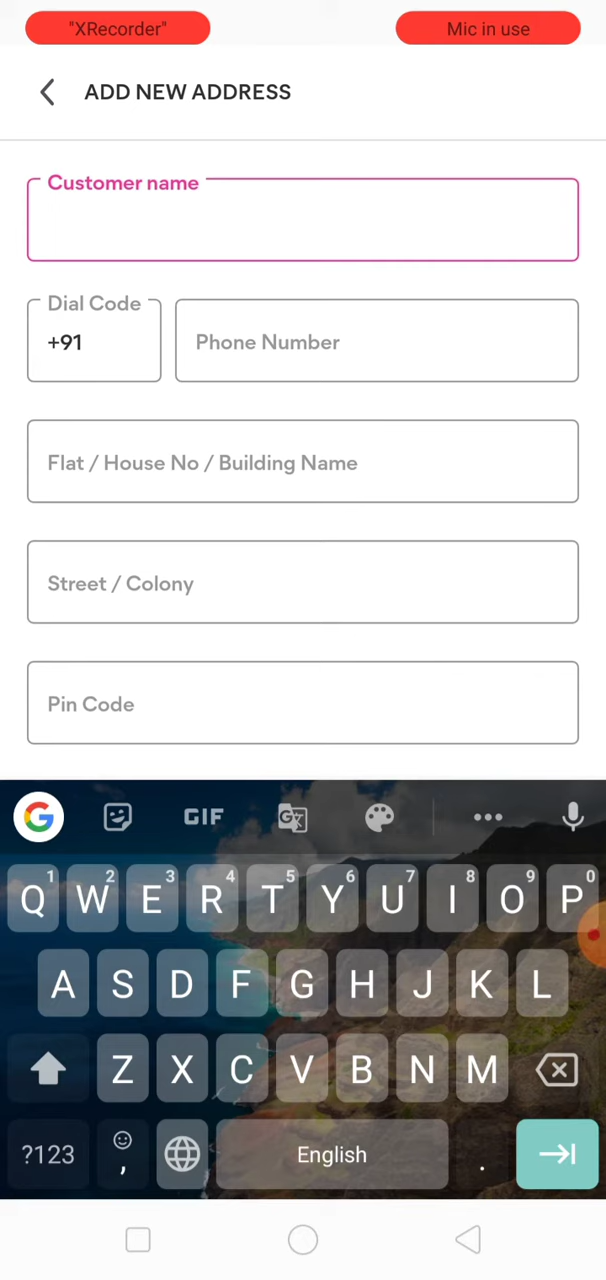 "XRecorder" Mic in use
ADD NEW ADDRESS
Customer name
Dial Code
+91 Phone Number
Flat / House No / Building Name
Street / Colony
Pin Code
G GIF G
1 2 3 4 5 6 7 8 9 0
Q W E R T Y U I O P
A S D F G H J K L
Z X C V B N M
?123 , English .